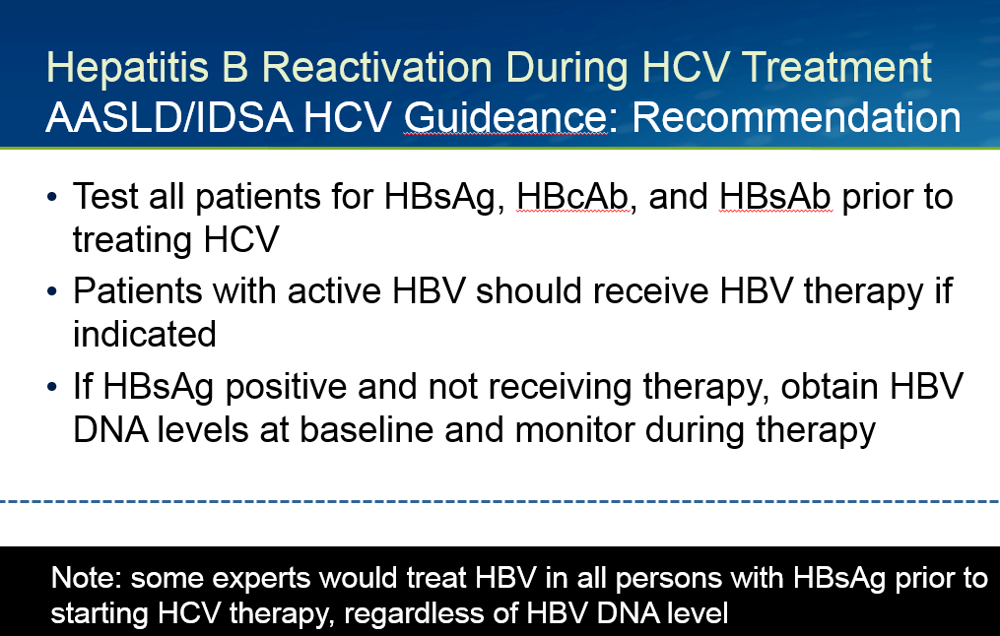 Hepatitis B Reactivation During HCV Treatment
AASLD/IDSA HCV Guideance: Recommendation
• Test all patients for HBsAg, HBcAb, and HBsAb prior to
treating HCV
• Patients with active HBV should receive HBV therapy if
indicated
• If HBsAg positive and not receiving therapy, obtain HBV
DNA levels at baseline and monitor during therapy
Note: some experts would treat HBV in all persons with HBsAg prior to
starting HCV therapy, regardless of HBV DNA level